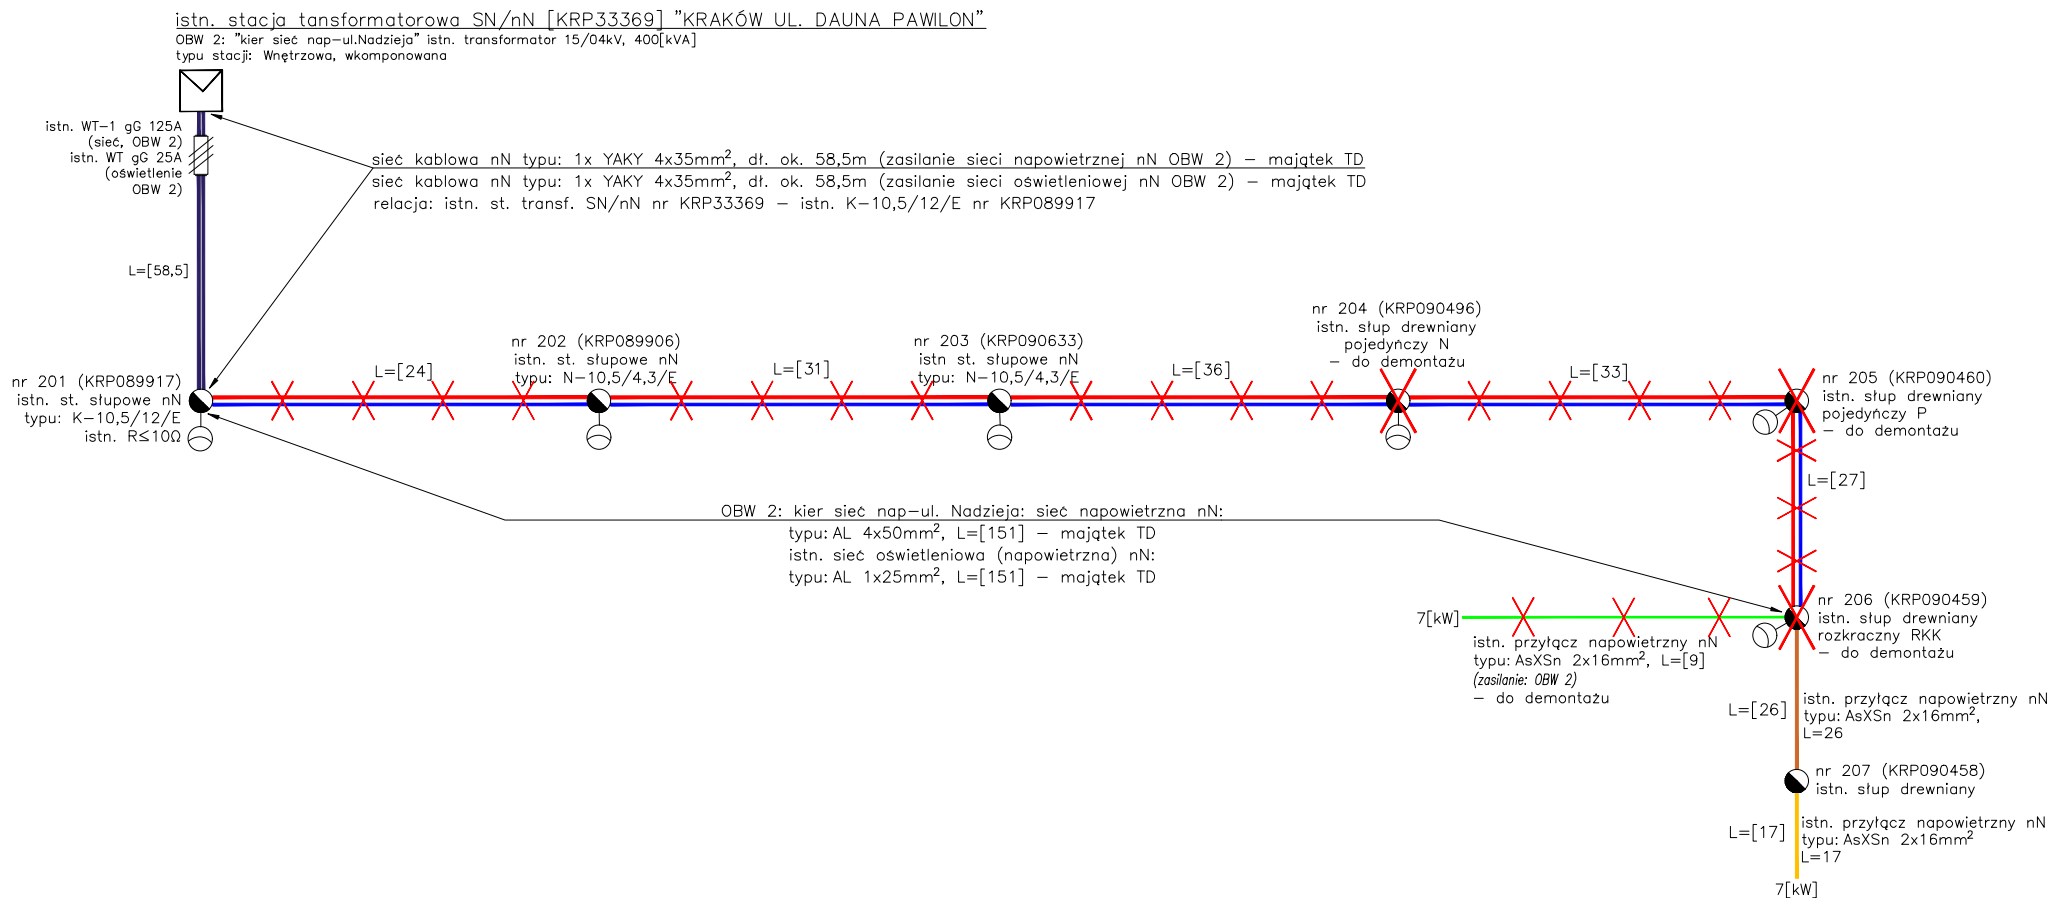 istn. stacja tansformatorowa SN/nN [KRP33369] "KRAKÓW UL. DAUNA PAWILON"
OBW 2: "kier sieć nap-ul.Nadzieja" istn. transformator 15/04kV, 400[kVA]
typu stacji: Wnętrzowa, wkomponowana
istn. WT-1 gG 125A
(sieć, OBW 2)
istn. WT gG 25A
(oświetlenie
OBW 2)
sieć kablowa nN typu: 1x YAKY 4x35mm², dł. ok. 58,5m (zasilanie sieci napowietrznej nN OBW 2) – majątek TD
sieć kablowa nN typu: 1x YAKY 4x35mm², dł. ok. 58,5m (zasilanie sieci oświetleniowej nN OBW 2) – majątek TD
relacja: istn. st. transf. SN/nN nr KRP33369 – istn. K-10,5/12/E nr KRP089917
L=[58,5]
nr 201 (KRP089917)
istn. st. słupowe nN
typu: K-10,5/12/E
istn. R≤10Ω
L=[24]
nr 202 (KRP089906)
istn. st. słupowe nN
typu: N-10,5/4,3/E
L=[31]
nr 203 (KRP090633)
istn st. słupowe nN
typu: N-10,5/4,3/E
L=[36]
nr 204 (KRP090496)
istn. słup drewniany
pojedyńczy N
– do demontażu
L=[33]
nr 205 (KRP090460)
istn. słup drewniany
pojedyńczy P
– do demontażu
L=[27]
OBW 2: kier sieć nap-ul. Nadzieja: sieć napowietrzna nN:
typu: AL 4x50mm², L=[151] – majątek TD
istn. sieć oświetleniowa (napowietrzna) nN:
typu: AL 1x25mm², L=[151] – majątek TD
nr 206 (KRP090459)
istn. słup drewniany
rozkraczny RKK
– do demontażu
7[kW]
istn. przyłącz napowietrzny nN
typu: AsXSn 2x16mm², L=[9]
(zasilanie: OBW 2)
– do demontażu
L=[26]
istn. przyłącz napowietrzny nN
typu: AsXSn 2x16mm²,
L=26
nr 207 (KRP090458)
istn. słup drewniany
L=[17]
istn. przyłącz napowietrzny nN
typu: AsXSn 2x16mm²
L=17
7[kW]